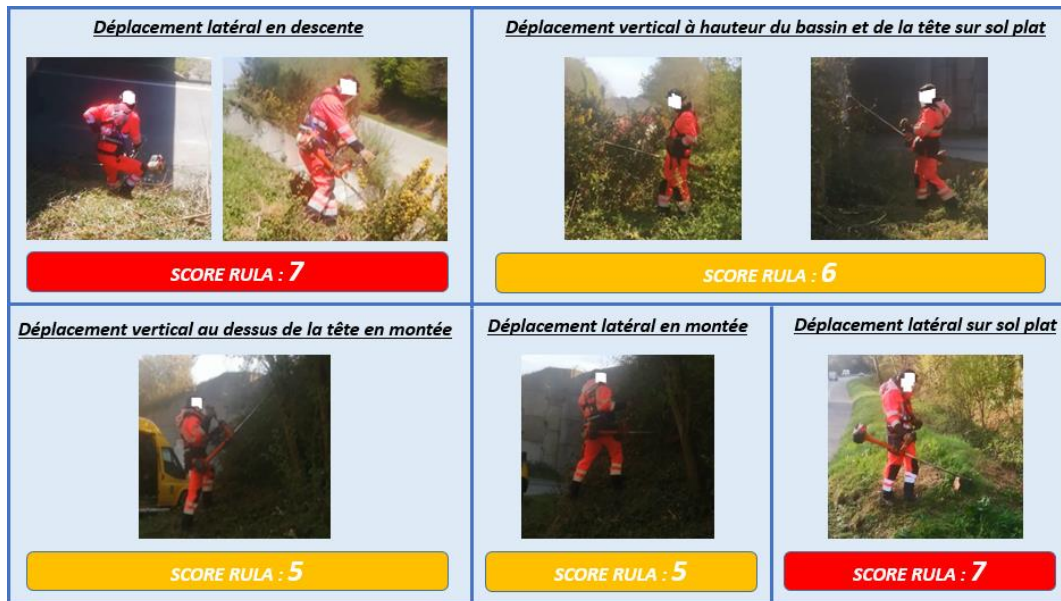 Déplacement latéral en descente
SCORE RULA : 7
Déplacement vertical à hauteur du bassin et de la tête sur sol plat
SCORE RULA : 6
Déplacement vertical au dessus de la tête en montée
SCORE RULA : 5
Déplacement latéral en montée
SCORE RULA : 5
Déplacement latéral sur sol plat
SCORE RULA : 7